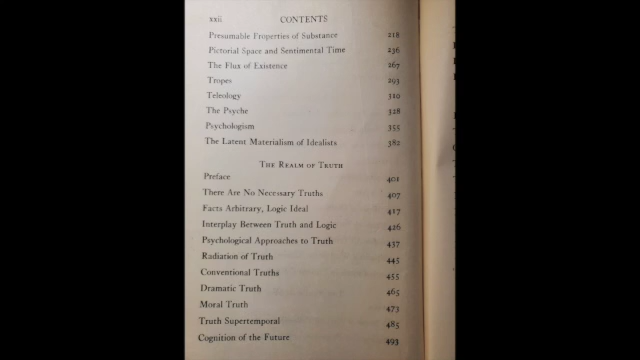 xxii CONTENTS
Presumable Properties of Substance 218
Pictorial Space and Sentimental Time 236
The Flux of Existence 267
Tropes 293
Teleology 310
The Psyche 328
Psychologism 355
The Latent Materialism of Idealists 382
THE REALM OF TRUTH
Preface 401
There Are No Necessary Truths 407
Facts Arbitrary, Logic Ideal 417
Interplay Between Truth and Logic 426
Psychological Approaches to Truth 437
Radiation of Truth 445
Conventional Truths 455
Dramatic Truth 465
Moral Truth 473
Truth Supertemporal 485
Cognition of the Future 493